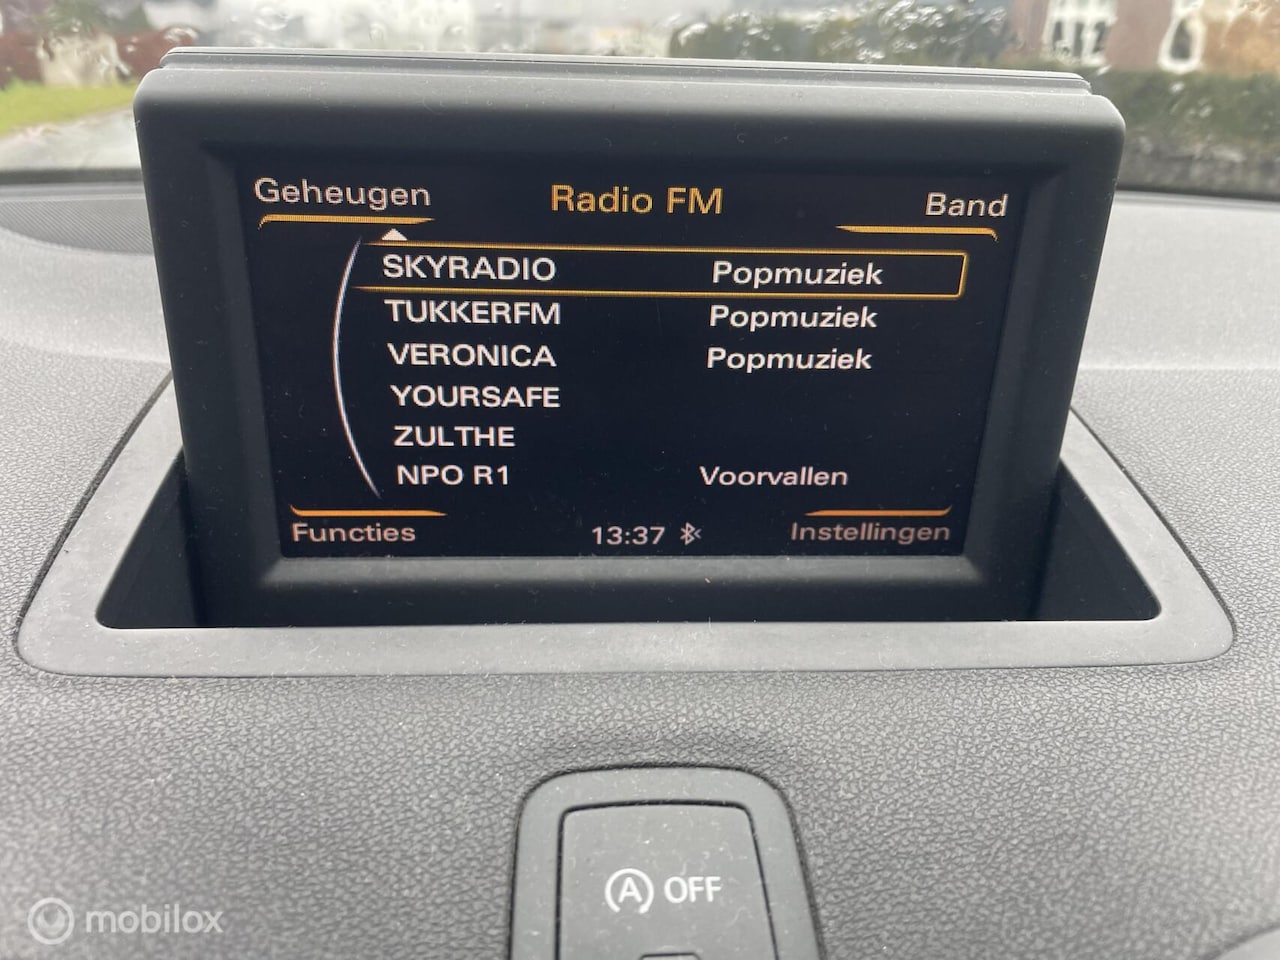 Geheugen Radio FM Band
SKYRADIO Popmuziek
TUKKERFM Popmuziek
VERONICA Popmuziek
YOURSAFE
ZULTHE
NPO R1 Voorvallen
Functies 13:37 Instellingen
A OFF
mobilox